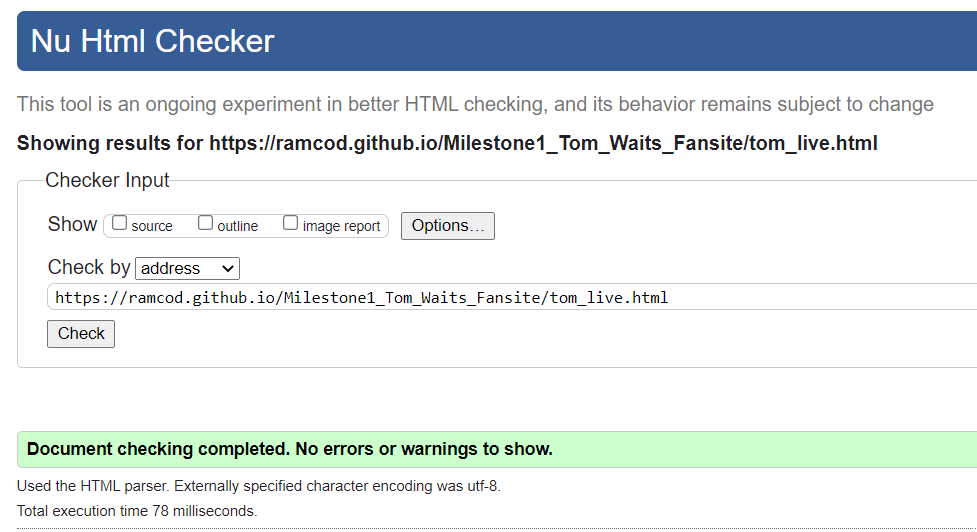 Nu Html Checker
This tool is an ongoing experiment in better HTML checking, and its behavior remains subject to change
Showing results for https://ramcod.github.io/Milestone1_Tom_Waits_Fansite/tom_live.html
Checker Input
Show source outline image report Options...
Check by address
https://ramcod.github.io/Milestone1_Tom_Waits_Fansite/tom_live.html
Check
Document checking completed. No errors or warnings to show.
Used the HTML parser. Externally specified character encoding was utf-8.
Total execution time 78 milliseconds.